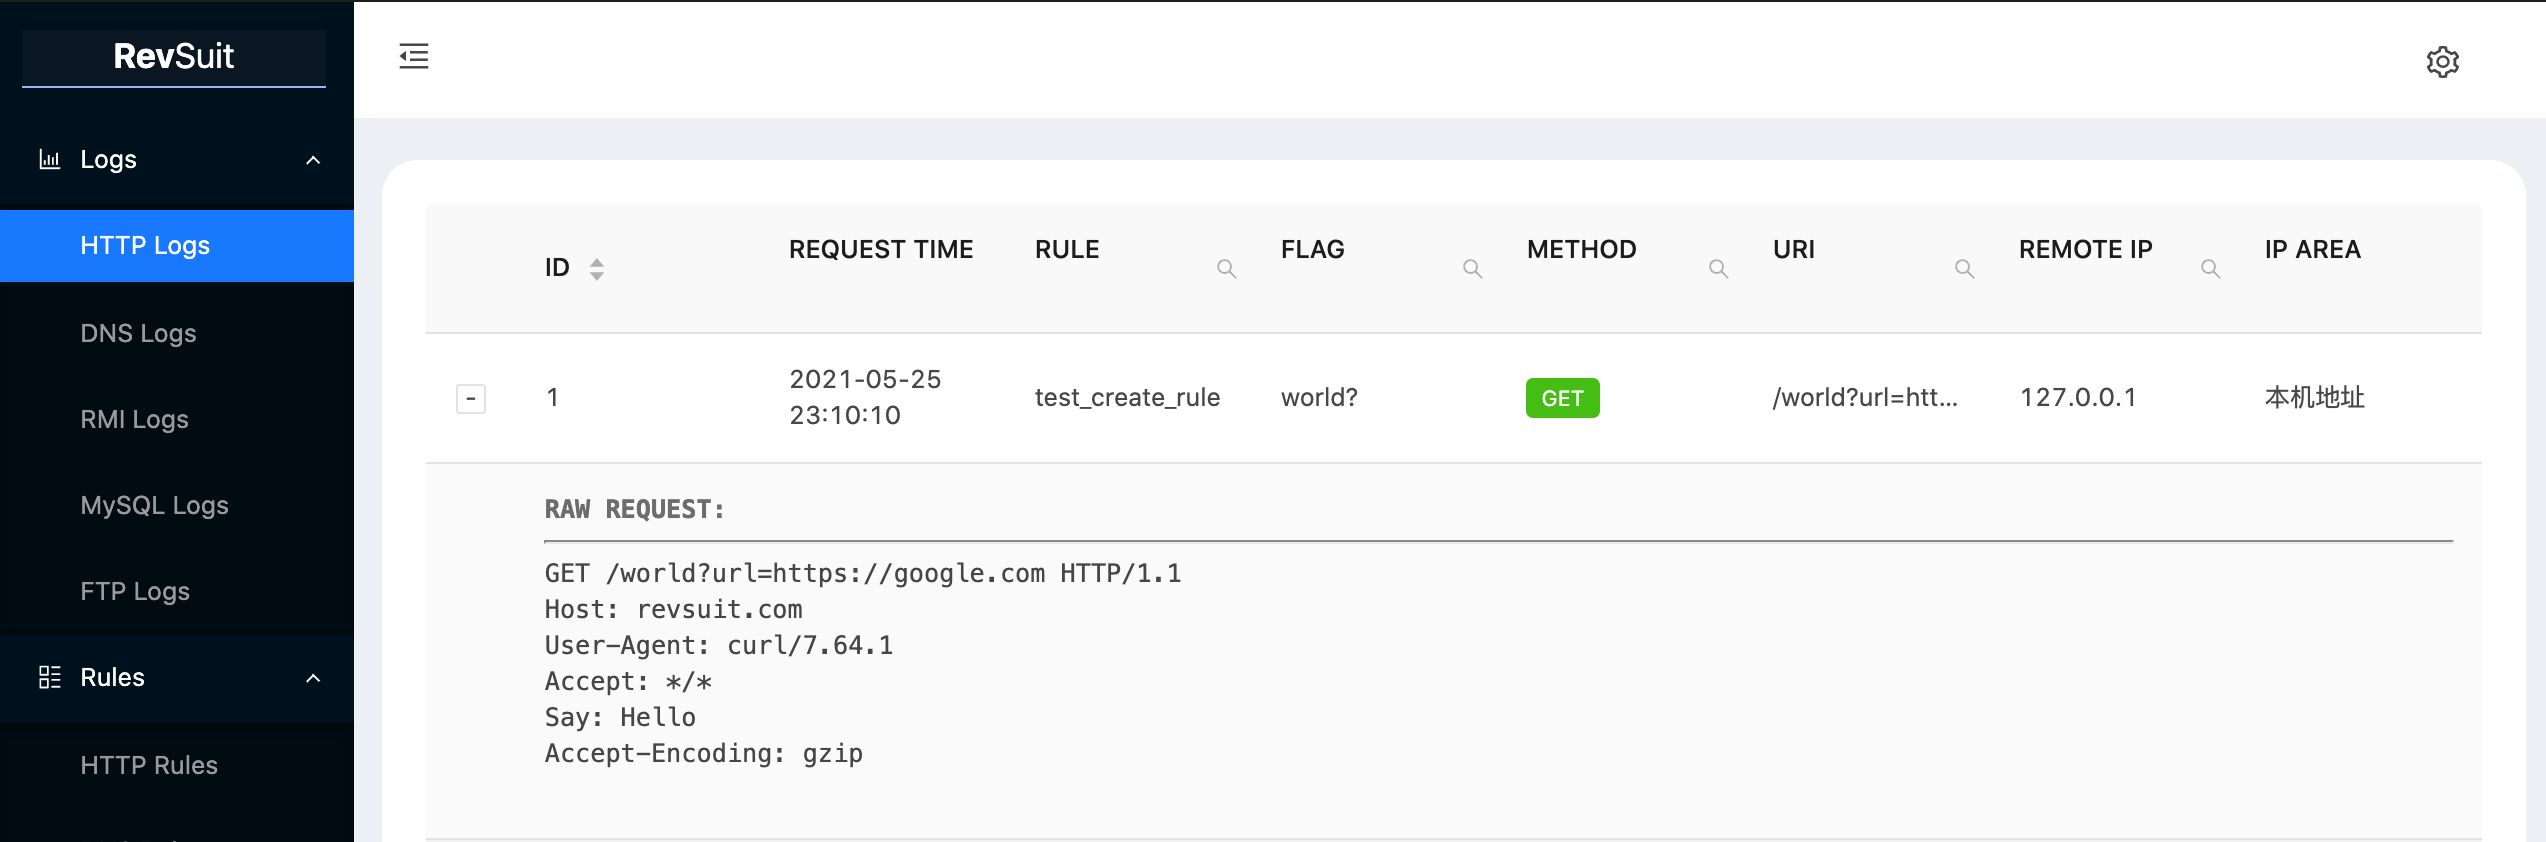 RevSuit
Logs
HTTP Logs
DNS Logs
RMI Logs
MySQL Logs
FTP Logs
Rules
HTTP Rules
ID REQUEST TIME RULE FLAG METHOD URI REMOTE IP IP AREA
- 1 2021-05-25 23:10:10 test_create_rule world? GET /world?url=htt... 127.0.0.1 本机地址
RAW REQUEST:
GET /world?url=https://google.com HTTP/1.1
Host: revsuit.com
User-Agent: curl/7.64.1
Accept: */*
Say: Hello
Accept-Encoding: gzip